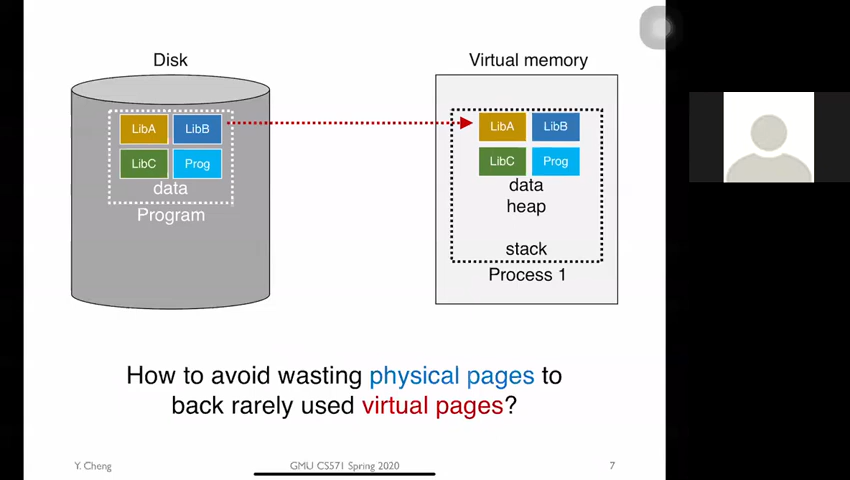 Disk
Virtual memory
LibA LibB
LibC Prog
data
Program
LibA LibB
LibC Prog
data
heap
stack
Process 1
How to avoid wasting physical pages to
back rarely used virtual pages?
Y. Cheng
GMU CS571 Spring 2020
7